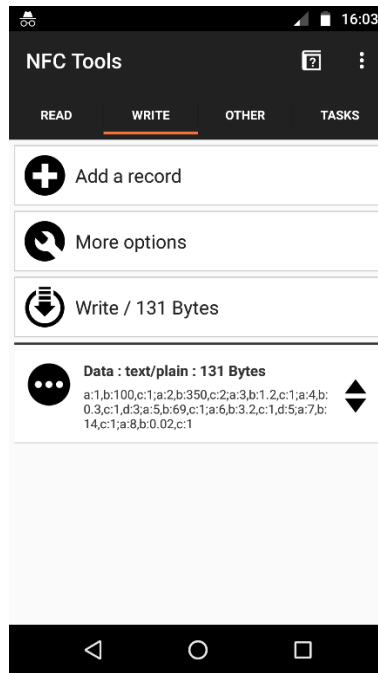 16:03
NFC Tools
READ WRITE OTHER TASKS
Add a record
More options
Write / 131 Bytes
Data : text/plain : 131 Bytes
a:1,b:100,c:1;a:2,b:350,c:2;a:3,b:1.2,c:1;a:4,b:
0.3,c:1,d:3;a:5,b:69,c:1;a:6,b:3.2,c:1,d:5;a:7,b:
14,c:1;a:8,b:0.02,c:1